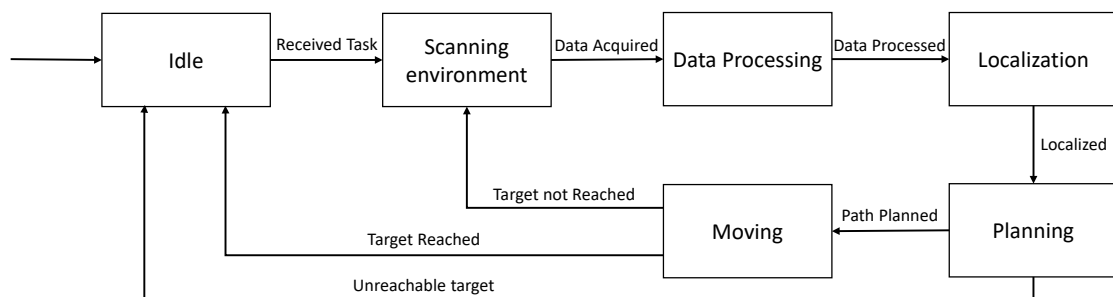 Received Task
Data Acquired
Data Processed
Idle
Scanning
environment
Data Processing
Localization
Localized
Target not Reached
Path Planned
Moving
Planning
Target Reached
Unreachable target